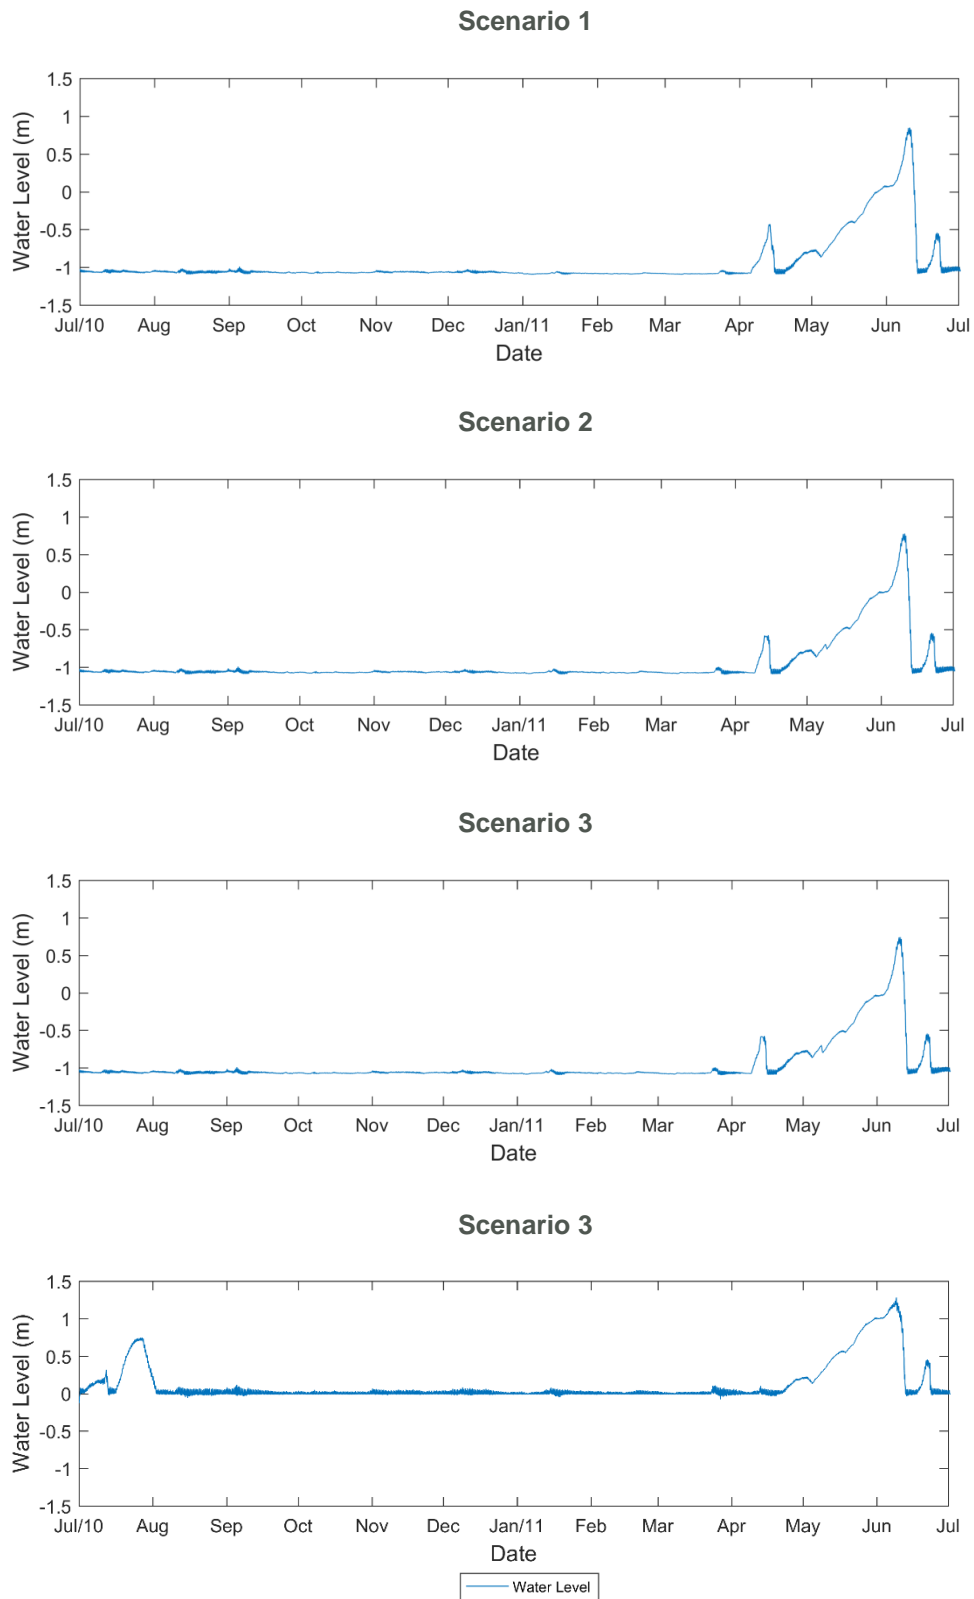 Scenario 1
1.5
1
0.5
0
-0.5
-1
-1.5
Water Level (m)
Jul/10 Aug Sep Oct Nov Dec Jan/11 Feb Mar Apr May Jun Jul
Date
Scenario 2
1.5
1
0.5
0
-0.5
-1
-1.5
Water Level (m)
Jul/10 Aug Sep Oct Nov Dec Jan/11 Feb Mar Apr May Jun Jul
Date
Scenario 3
1.5
1
0.5
0
-0.5
-1
-1.5
Water Level (m)
Jul/10 Aug Sep Oct Nov Dec Jan/11 Feb Mar Apr May Jun Jul
Date
Scenario 3
1.5
1
0.5
0
-0.5
-1
-1.5
Water Level (m)
Jul/10 Aug Sep Oct Nov Dec Jan/11 Feb Mar Apr May Jun Jul
Date
Water Level